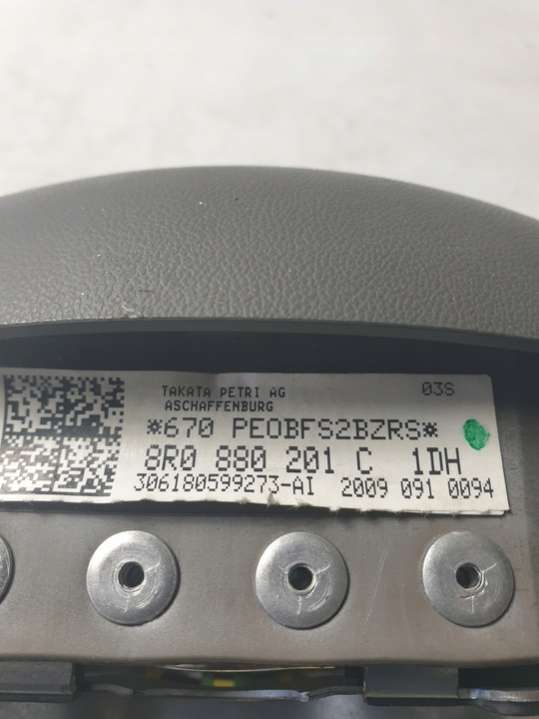 TAKATA PETRI AG 03S
ASCHAFFENBURG
*670 PEOBFS2BZRS*
8R0 880 201 C 1DH
306180599273-AI 2009 091 0094